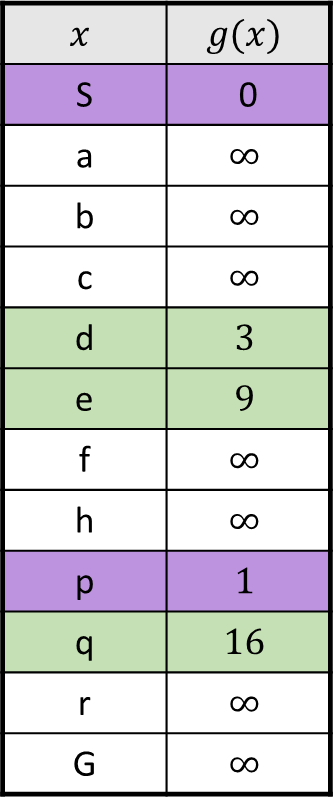 x g(x)
S 0
a ∞
b ∞
c ∞
d 3
e 9
f ∞
h ∞
p 1
q 16
r ∞
G ∞